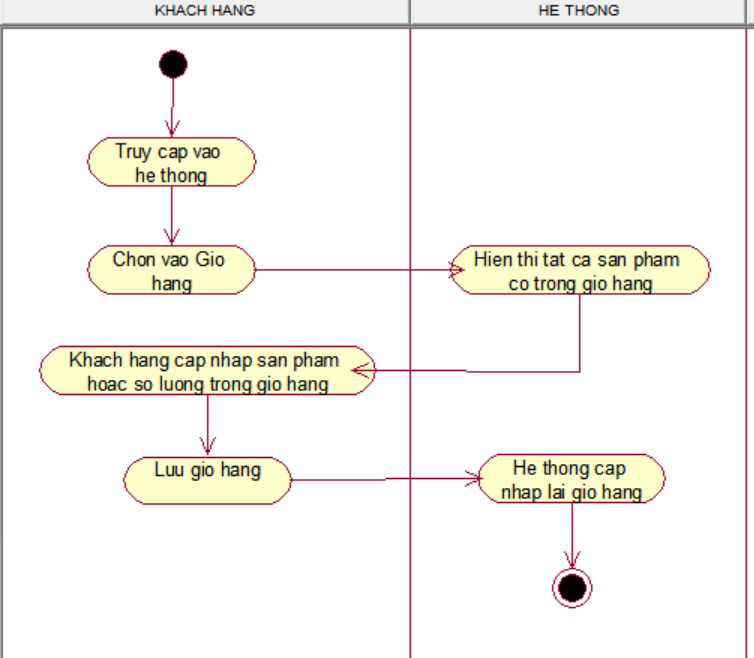 KHACH HANG
HE THONG
Truy cap vao
he thong
Chon vao Gio
hang
Hien thi tat ca san pham
co trong gio hang
Khach hang cap nhap san pham
hoac so luong trong gio hang
Luu gio hang
He thong cap
nhap lai gio hang